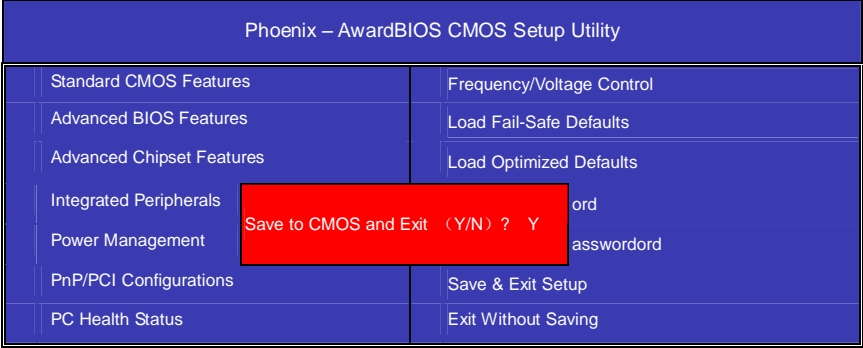 Phoenix – AwardBIOS CMOS Setup Utility
Standard CMOS Features
Frequency/Voltage Control
Advanced BIOS Features
Load Fail-Safe Defaults
Advanced Chipset Features
Load Optimized Defaults
Integrated Peripherals
ord
Save to CMOS and Exit （Y/N）? Y
Power Management
asswordord
PnP/PCI Configurations
Save & Exit Setup
PC Health Status
Exit Without Saving